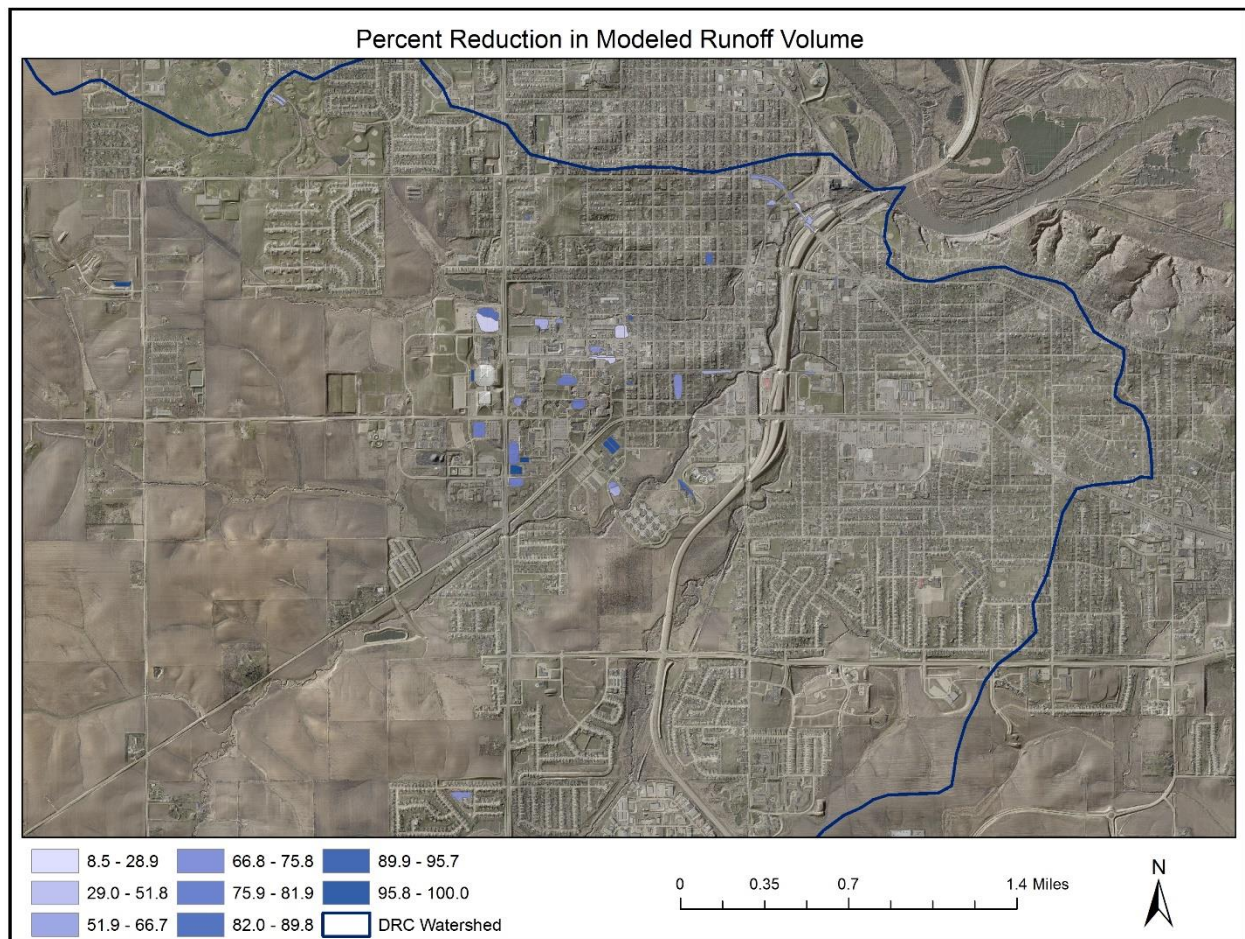 Percent Reduction in Modeled Runoff Volume
8.5 - 28.9
66.8 - 75.8
89.9 - 95.7
29.0 - 51.8
75.9 - 81.9
95.8 - 100.0
51.9 - 66.7
82.0 - 89.8
DRC Watershed
0 0.35 0.7 1.4 Miles
N